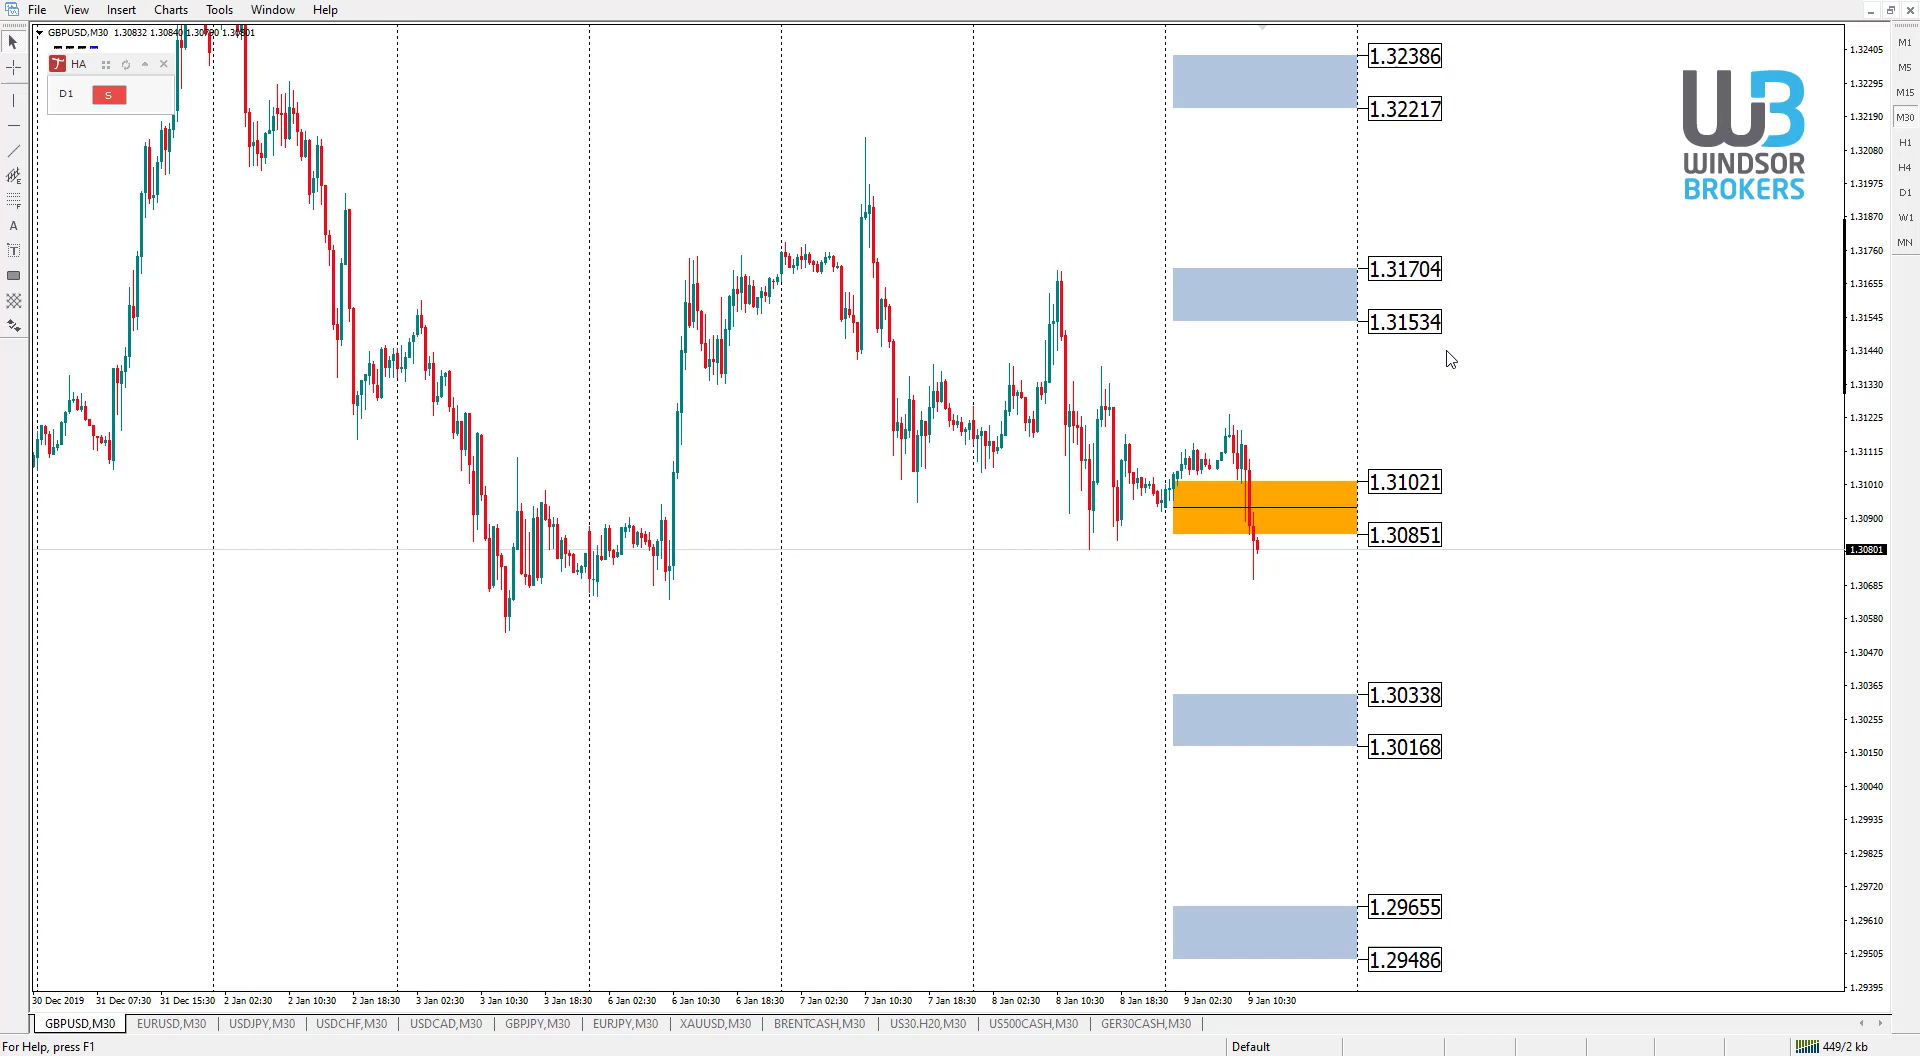 File View Insert Charts Tools Window Help
GBPUSD,M30 1.30832 1.30840 1.30790 1.30801
HA
D1 S
1.32386
1.32217
1.31704
1.31534
1.31021
1.30851
1.30338
1.30168
1.29655
1.29486
WINDSOR
BROKERS
1.32405
1.32295
1.32190
1.32080
1.31975
1.31870
1.31760
1.31655
1.31545
1.31440
1.31330
1.31225
1.31115
1.31010
1.30900
1.30801
1.30685
1.30580
1.30470
1.30365
1.30255
1.30150
1.30040
1.29935
1.29825
1.29720
1.29610
1.29505
1.29395
M1
M5
M15
M30
H1
H4
D1
W1
MN
30 Dec 2019 31 Dec 07:30 31 Dec 15:30 2 Jan 02:30 2 Jan 10:30 2 Jan 18:30 3 Jan 02:30 3 Jan 10:30 3 Jan 18:30 6 Jan 02:30 6 Jan 10:30 6 Jan 18:30 7 Jan 02:30 7 Jan 10:30 7 Jan 18:30 8 Jan 02:30 8 Jan 10:30 8 Jan 18:30 9 Jan 02:30 9 Jan 10:30
GBPUSD,M30 EURUSD,M30 USDJPY,M30 USDCHF,M30 USDCAD,M30 GBPJPY,M30 EURJPY,M30 XAUUSD,M30 BRENTCASH,M30 US30.H20,M30 US500CASH,M30 GER30CASH,M30
For Help, press F1 Default 449/2 kb